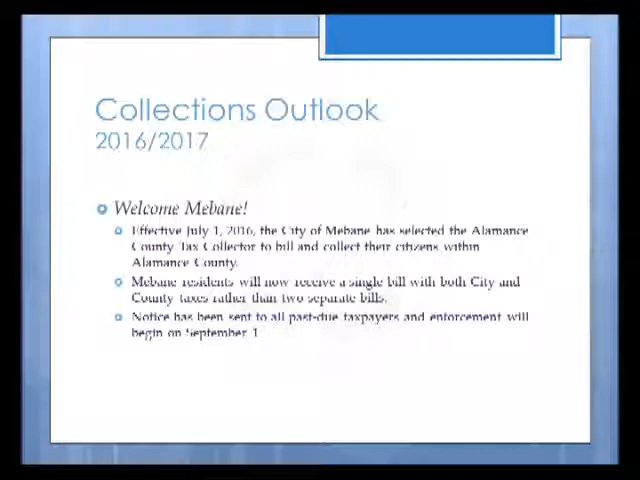 Collections Outlook
2016/2017
Welcome Mebane!
Effective July 1, 2016, the City of Mebane has selected the Alamance
County Tax Collector to bill and collect their citizens within
Alamance County.
Mebane residents will now receive a single bill with both City and
County taxes rather than two separate bills.
Notice has been sent to all past-due taxpayers and enforcement will
begin on September 1